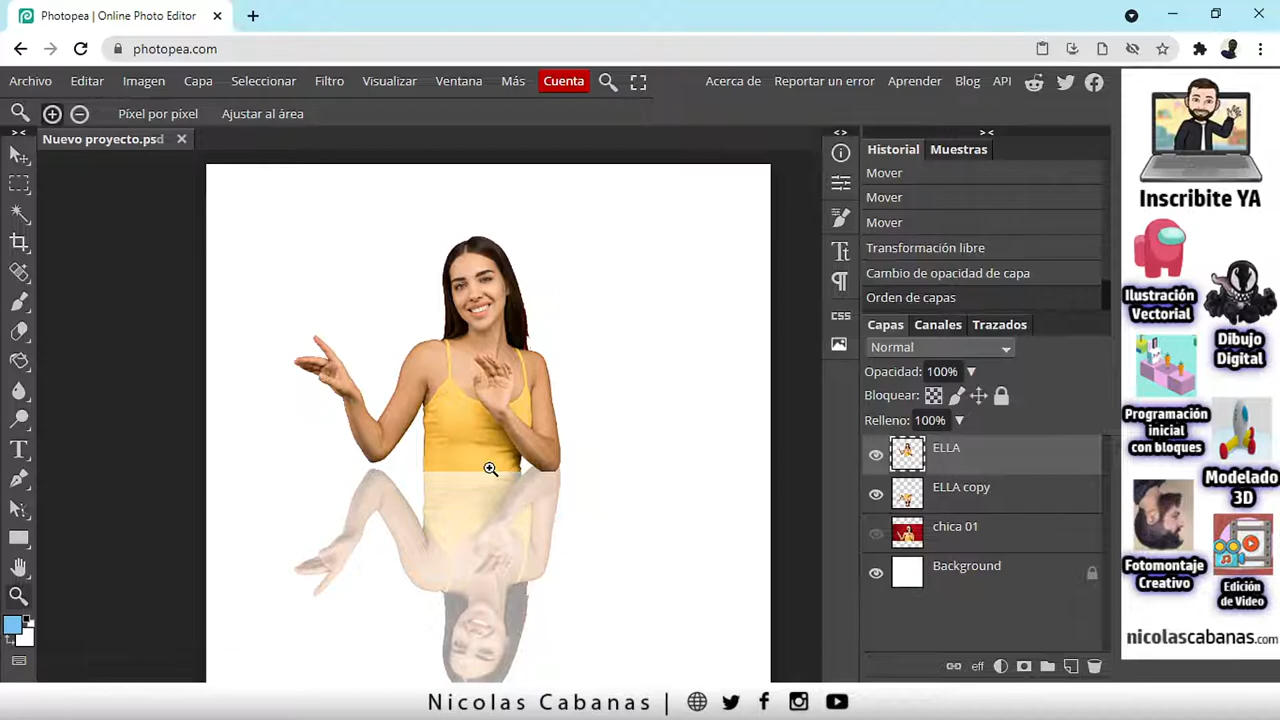 Photopea | Online Photo Editor
photopea.com
Archivo Editar Imagen Capa Seleccionar Filtro Visualizar Ventana Más Cuenta Acerca de Reportar un error Aprender Blog API
Píxel por píxel Ajustar al área
Nuevo proyecto.psd
Historial Muestras
Mover
Mover
Mover
Transformación libre
Cambio de opacidad de capa
Orden de capas
CSS
Capas Canales Trazados
Normal
Opacidad: 100%
Bloquear:
Relleno: 100%
ELLA
ELLA copy
chica 01
Background
eff
Inscribite YA
Ilustración
Vectorial
Dibujo
Digital
Programación
inicial
con bloques
Modelado
3D
Fotomontaje
Creativo
Edición
de Video
nicolascabanas.com
Nicolas Cabanas |